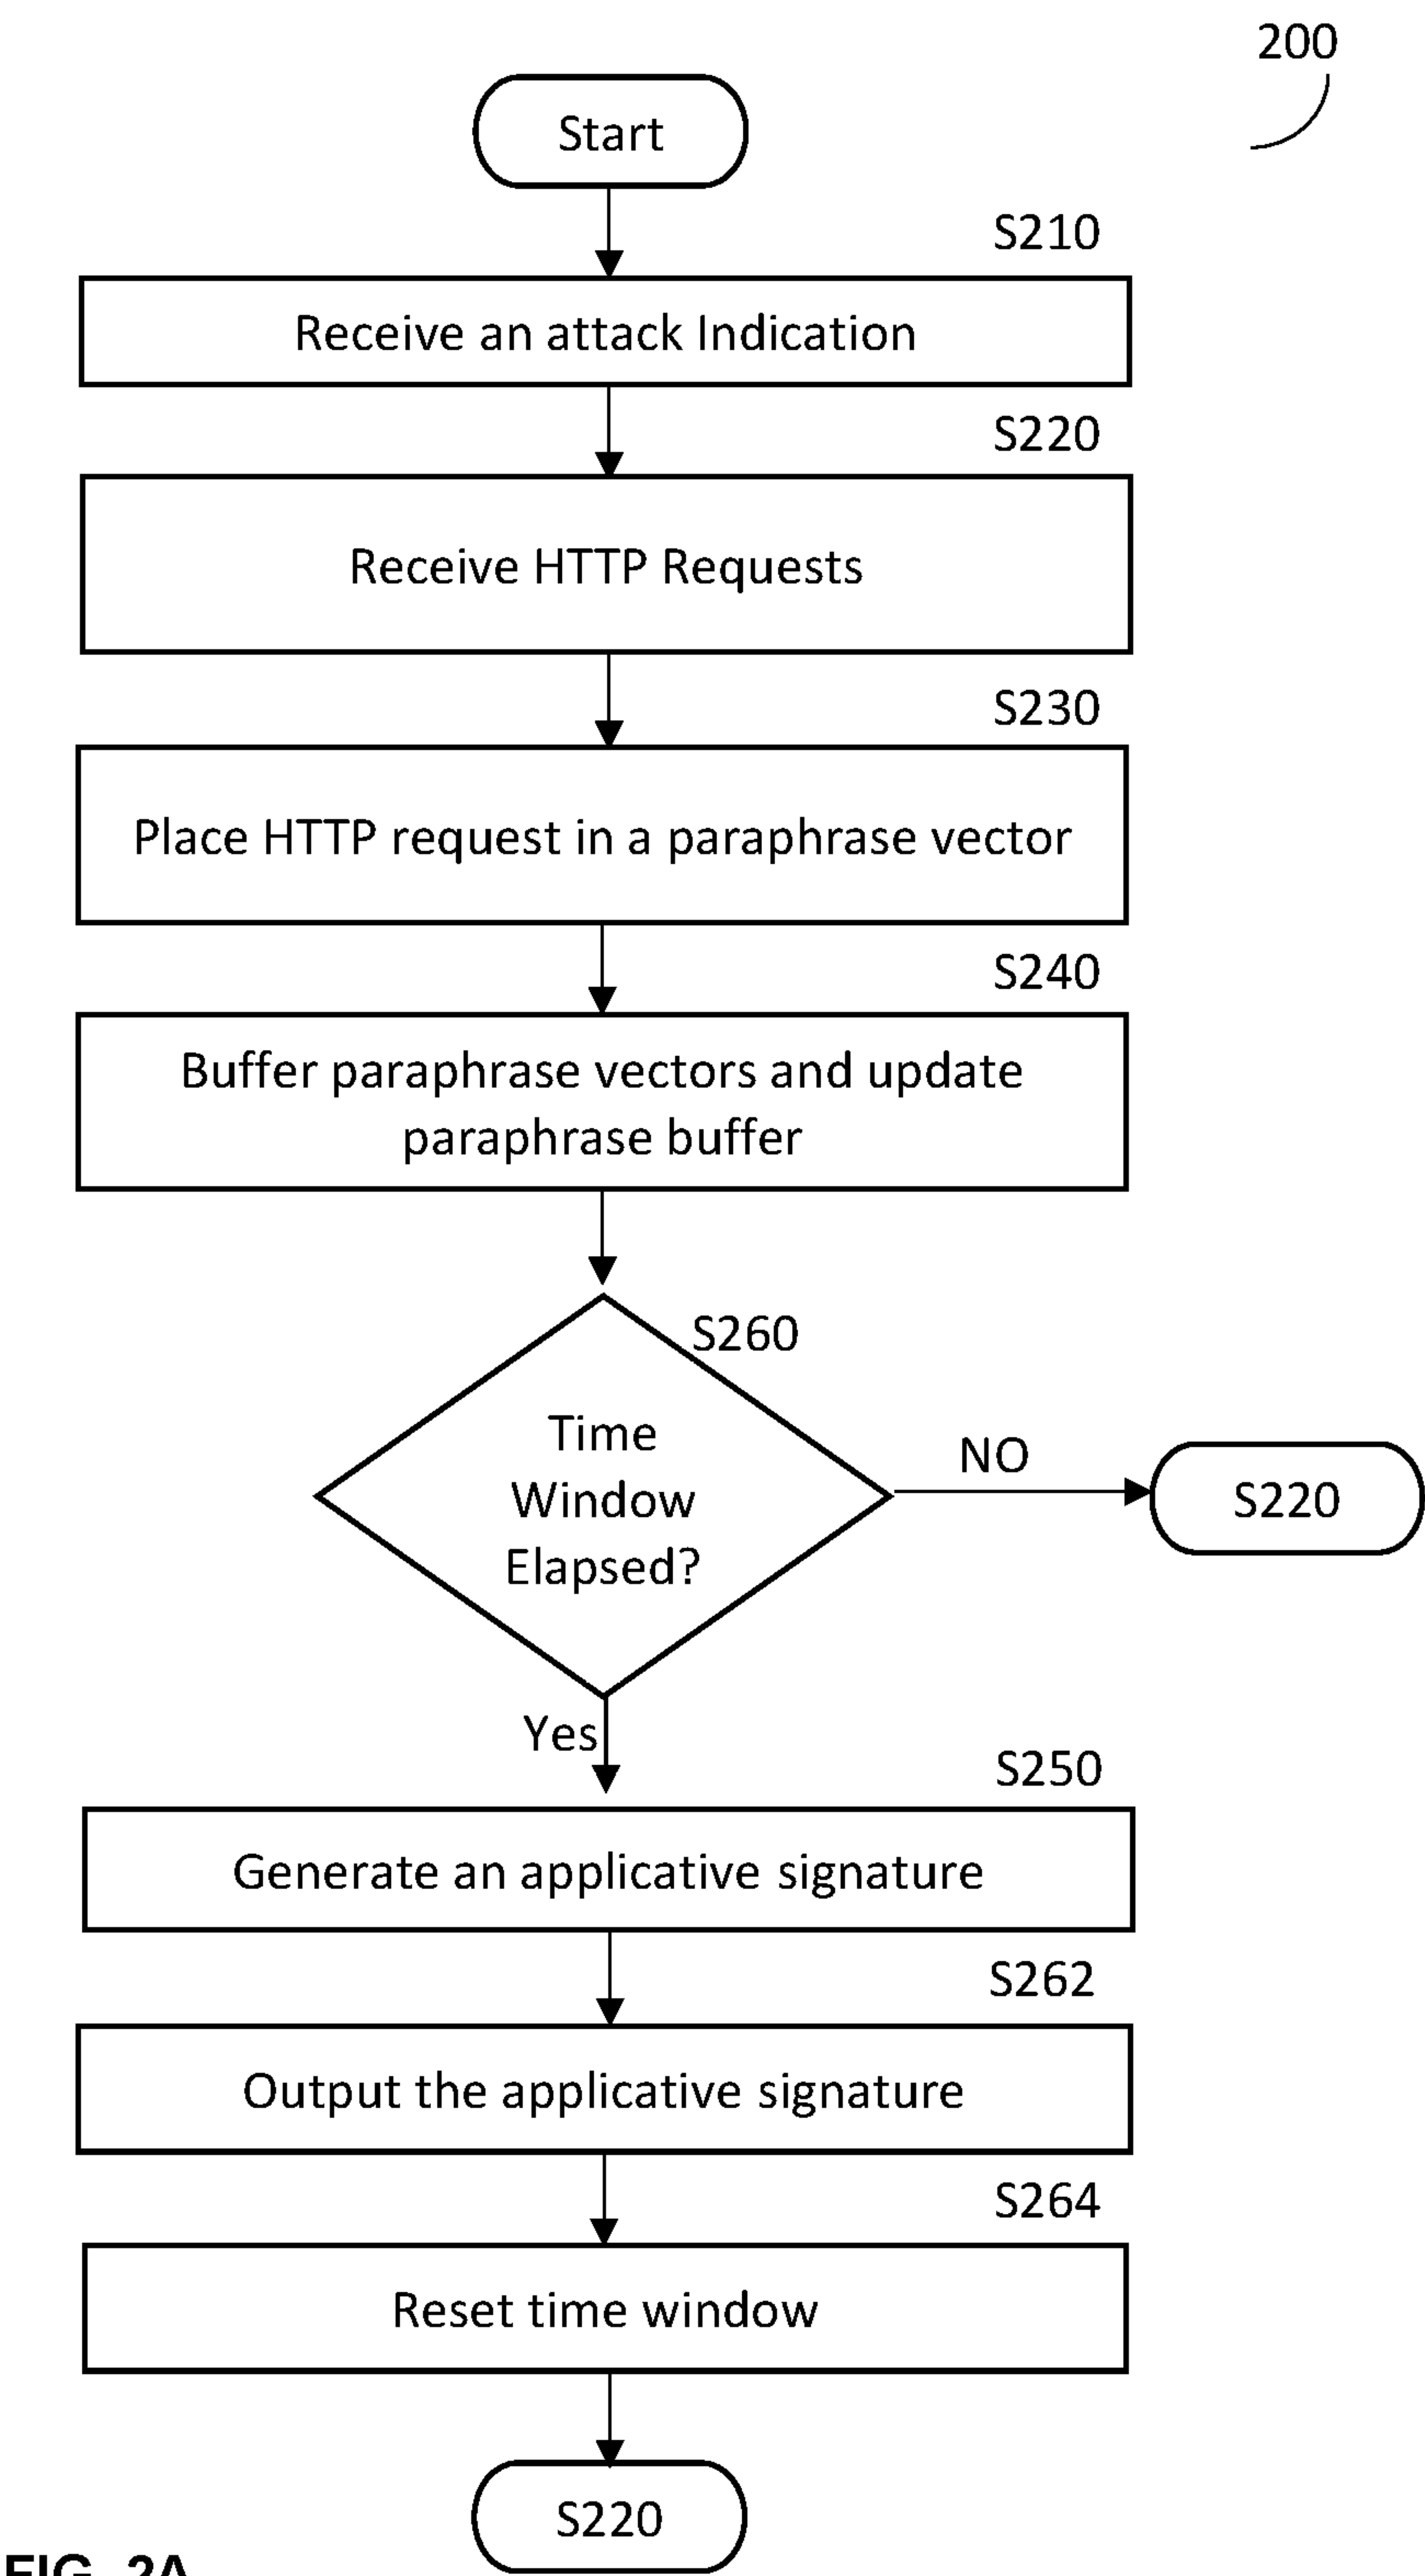 200
Start
S210
Receive an attack Indication
S220
Receive HTTP Requests
S230
Place HTTP request in a paraphrase vector
S240
Buffer paraphrase vectors and update
paraphrase buffer
S260
Time
Window
Elapsed?
NO
S220
Yes
S250
Generate an applicative signature
S262
Output the applicative signature
S264
Reset time window
S220
FIG. 2A